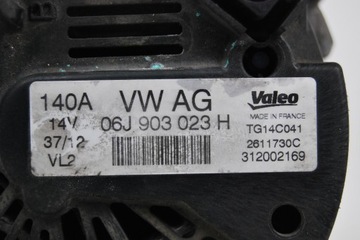 B
140A VW AG Valeo
MADE IN FRANCE
14V 06J 903 023 H TG14C041
37/12 2611730C
VL2 312002169